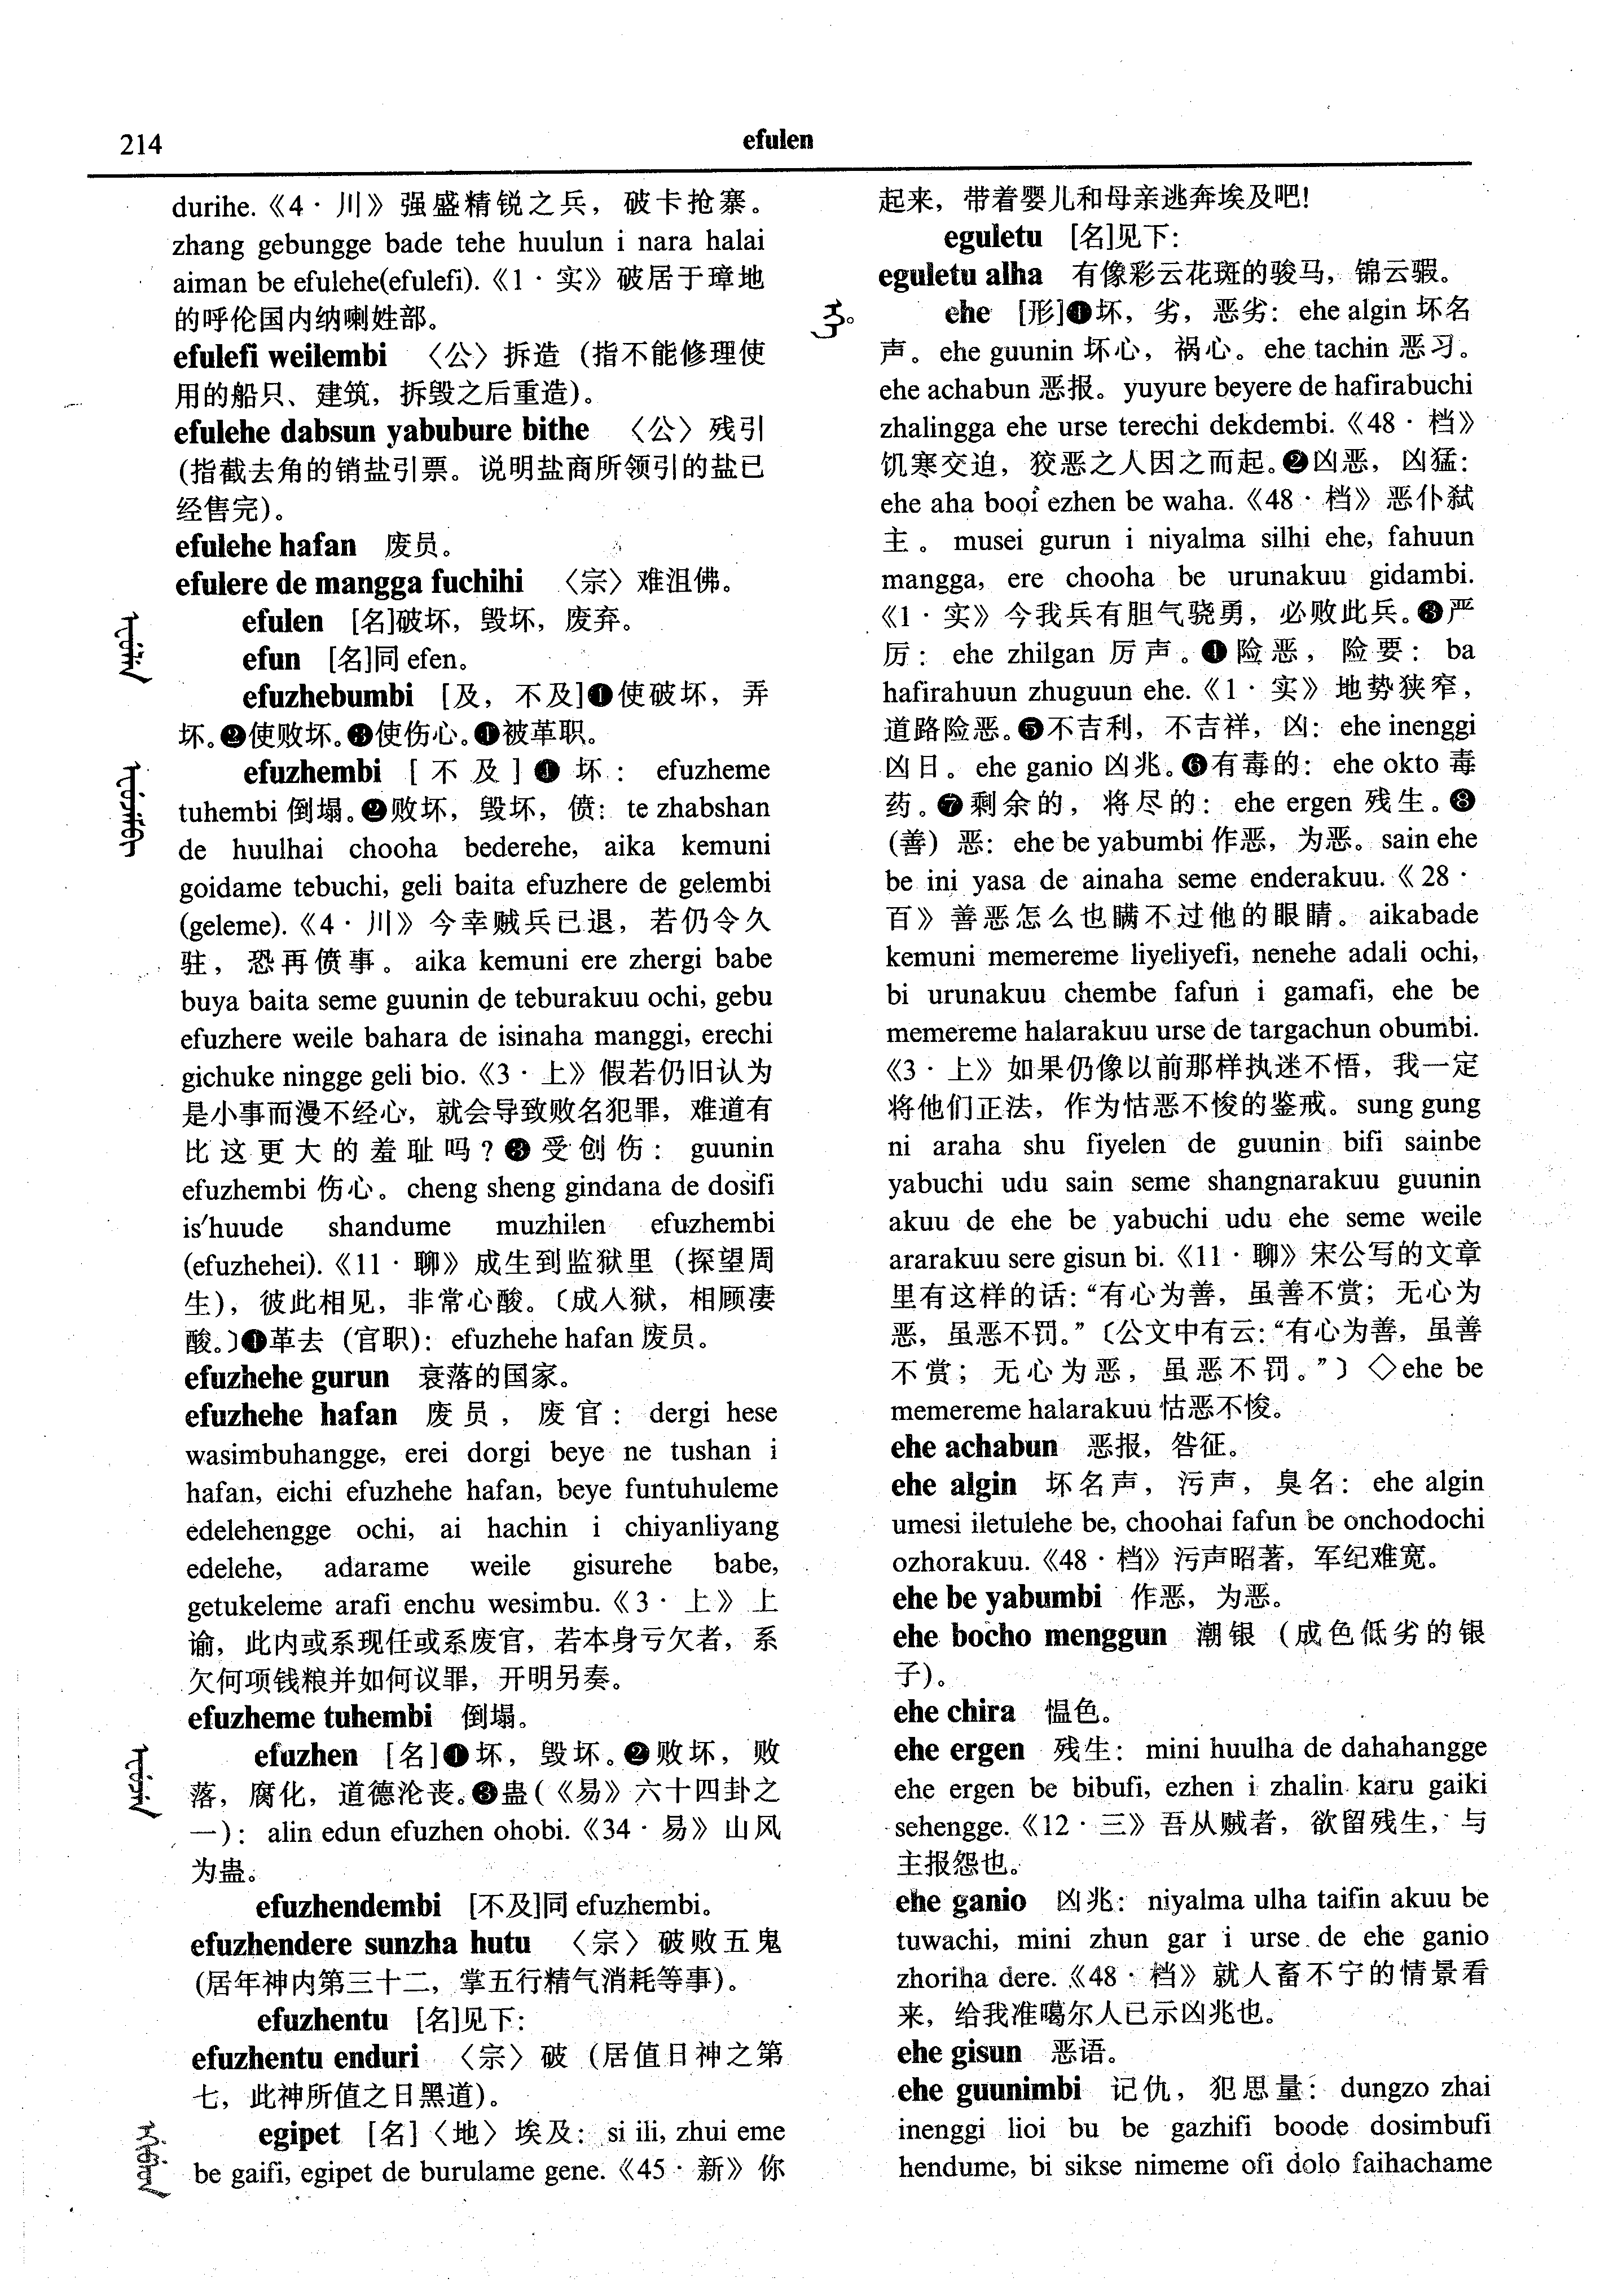 214
efulen
durihe.《4·川》强盛精锐之兵，破卡抢寨。
zhang gebungge bade tehe huulun i nara halai
aiman be efulehe(efulefi).《1·实》破居于璋地
的呼伦国内纳喇姓部。
efulefi weilembi 〈公〉拆造（指不能修理使
用的船只、建筑，拆毁之后重造）。
efulehe dabsun yabubure bithe 〈公〉残引
（指截去角的销盐引票。说明盐商所领引的盐已
经售完）。
efulehe hafan 废员。
efulere de mangga fuchihi 〈宗〉难沮佛。
efulen [名]破坏，毁坏，废弃。
efun [名]同 efen。
efuzhebumbi [及，不及]❶使破坏，弄
坏。❷使败坏。❸使伤心。❹被革职。
efuzhembi [不及]❶坏：efuzheme
tuhembi 倒塌。❷败坏，毁坏，偾：te zhabshan
de huulhai chooha bederehe, aika kemuni
goidame tebuchi, geli baita efuzhere de gelembi
(geleme).《4·川》今幸贼兵已退，若仍令久
驻，恐再偾事。aika kemuni ere zhergi babe
buya baita seme guunin de teburakuu ochi, gebu
efuzhere weile bahara de isinaha manggi, erechi
gichuke ningge geli bio.《3·上》假若仍旧认为
是小事而漫不经心，就会导致败名犯罪，难道有
比这更大的羞耻吗？❸受创伤：guunin
efuzhembi 伤心。cheng sheng gindana de dosifi
is'huude shandume muzhilen efuzhembi
(efuzhehei).《11·聊》成生到监狱里（探望周
生），彼此相见，非常心酸。〔成入狱，相顾凄
酸。〕❹革去（官职）：efuzhehe hafan 废员。
efuzhehe gurun 衰落的国家。
efuzhehe hafan 废员，废官：dergi hese
wasimbuhangge, erei dorgi beye ne tushan i
hafan, eichi efuzhehe hafan, beye funtuhuleme
edelehengge ochi, ai hachin i chiyanliyang
edelehe, adarame weile gisurehe babe,
getukeleme arafi enchu wesimbu.《3·上》上
谕，此内或系现任或系废官，若本身亏欠者，系
欠何项钱粮并如何议罪，开明另奏。
efuzheme tuhembi 倒塌。
efuzhen [名]❶坏，毁坏。❷败坏，败
落，腐化，道德沦丧。❸蛊(《易》六十四卦之
一)：alin edun efuzhen ohobi.《34·易》山风
为蛊。
efuzhendembi [不及]同 efuzhembi。
efuzhendere sunzha hutu 〈宗〉破败五鬼
（居年神内第三十二，掌五行精气消耗等事）。
efuzhentu [名]见下：
efuzhentu enduri 〈宗〉破（居值日神之第
七，此神所值之日黑道）。
egipet [名]〈地〉埃及：si ili, zhui eme
be gaifi, egipet de burulame gene.《45·新》你
起来，带着婴儿和母亲逃奔埃及吧！
eguletu [名]见下：
eguletu alha 有像彩云花斑的骏马，锦云骃。
ehe [形]❶坏，劣，恶劣：ehe algin 坏名
声。ehe guunin 坏心，祸心。ehe tachin 恶习。
ehe achabun 恶报。yuyure beyere de hafirabuchi
zhalingga ehe urse terechi dekdembi.《48·档》
饥寒交迫，狡恶之人因之而起。❷凶恶，凶猛：
ehe aha booi ezhen be waha.《48·档》恶仆弑
主。musei gurun i niyalma silhi ehe, fahuun
mangga, ere chooha be urunakuu gidambi.
《1·实》今我兵有胆气骁勇，必败此兵。❸严
厉：ehe zhilgan 厉声。❹险恶，险要：ba
hafirahuun zhuguun ehe.《1·实》地势狭窄，
道路险恶。❺不吉利，不吉祥，凶：ehe inenggi
凶日。ehe ganio 凶兆。❻有毒的：ehe okto 毒
药。❼剩余的，将尽的：ehe ergen 残生。❽
（善）恶：ehe be yabumbi 作恶，为恶。sain ehe
be ini yasa de ainaha seme enderakuu.《28·
百》善恶怎么也瞒不过他的眼睛。aikabade
kemuni memereme liyeliyefi, nenehe adali ochi,
bi urunakuu chembe fafun i gamafi, ehe be
memereme halarakuu urse de targachun obumbi.
《3·上》如果仍像以前那样执迷不悟，我一定
将他们正法，作为怙恶不悛的鉴戒。sung gung
ni araha shu fiyelen de guunin bifi sainbe
yabuchi udu sain seme shangnarakuu guunin
akuu de ehe be yabuchi udu ehe seme weile
ararakuu sere gisun bi.《11·聊》宋公写的文章
里有这样的话：“有心为善，虽善不赏；无心为
恶，虽恶不罚。”〔公文中有云：“有心为善，虽善
不赏；无心为恶，虽恶不罚。”〕◇ehe be
memereme halarakuu 怙恶不悛。
ehe achabun 恶报，咎征。
ehe algin 坏名声，污声，臭名：ehe algin
umesi iletulehe be, choohai fafun be onchodochi
ozhorakuu.《48·档》污声昭著，军纪难宽。
ehe be yabumbi 作恶，为恶。
ehe bocho menggun 潮银（成色低劣的银
子）。
ehe chira 愠色。
ehe ergen 残生：mini huulha de dahahangge
ehe ergen be bibufi, ezhen i zhalin karu gaiki
sehengge.《12·三》吾从贼者，欲留残生，与
主报怨也。
ehe ganio 凶兆：niyalma ulha taifin akuu be
tuwachi, mini zhun gar i urse de ehe ganio
zhoriha dere.《48·档》就人畜不宁的情景看
来，给我准噶尔人已示凶兆也。
ehe gisun 恶语。
ehe guunimbi 记仇，犯思量：dungzo zhai
inenggi lioi bu be gazhifi boode dosimbufi
hendume, bi sikse nimeme ofi dolo faihachame